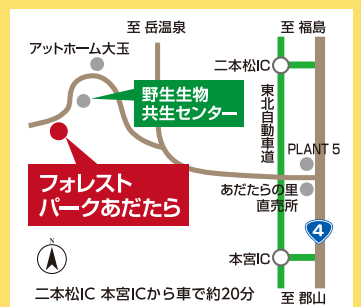 至 岳温泉
至 福島
アットホーム大玉
二本松IC
野生生物
共生センター
東北自動車道
PLANT 5
フォレスト
パークあだたら
あだたらの里
直売所
4
N
本宮IC
二本松IC 本宮ICから車で約20分
至 郡山